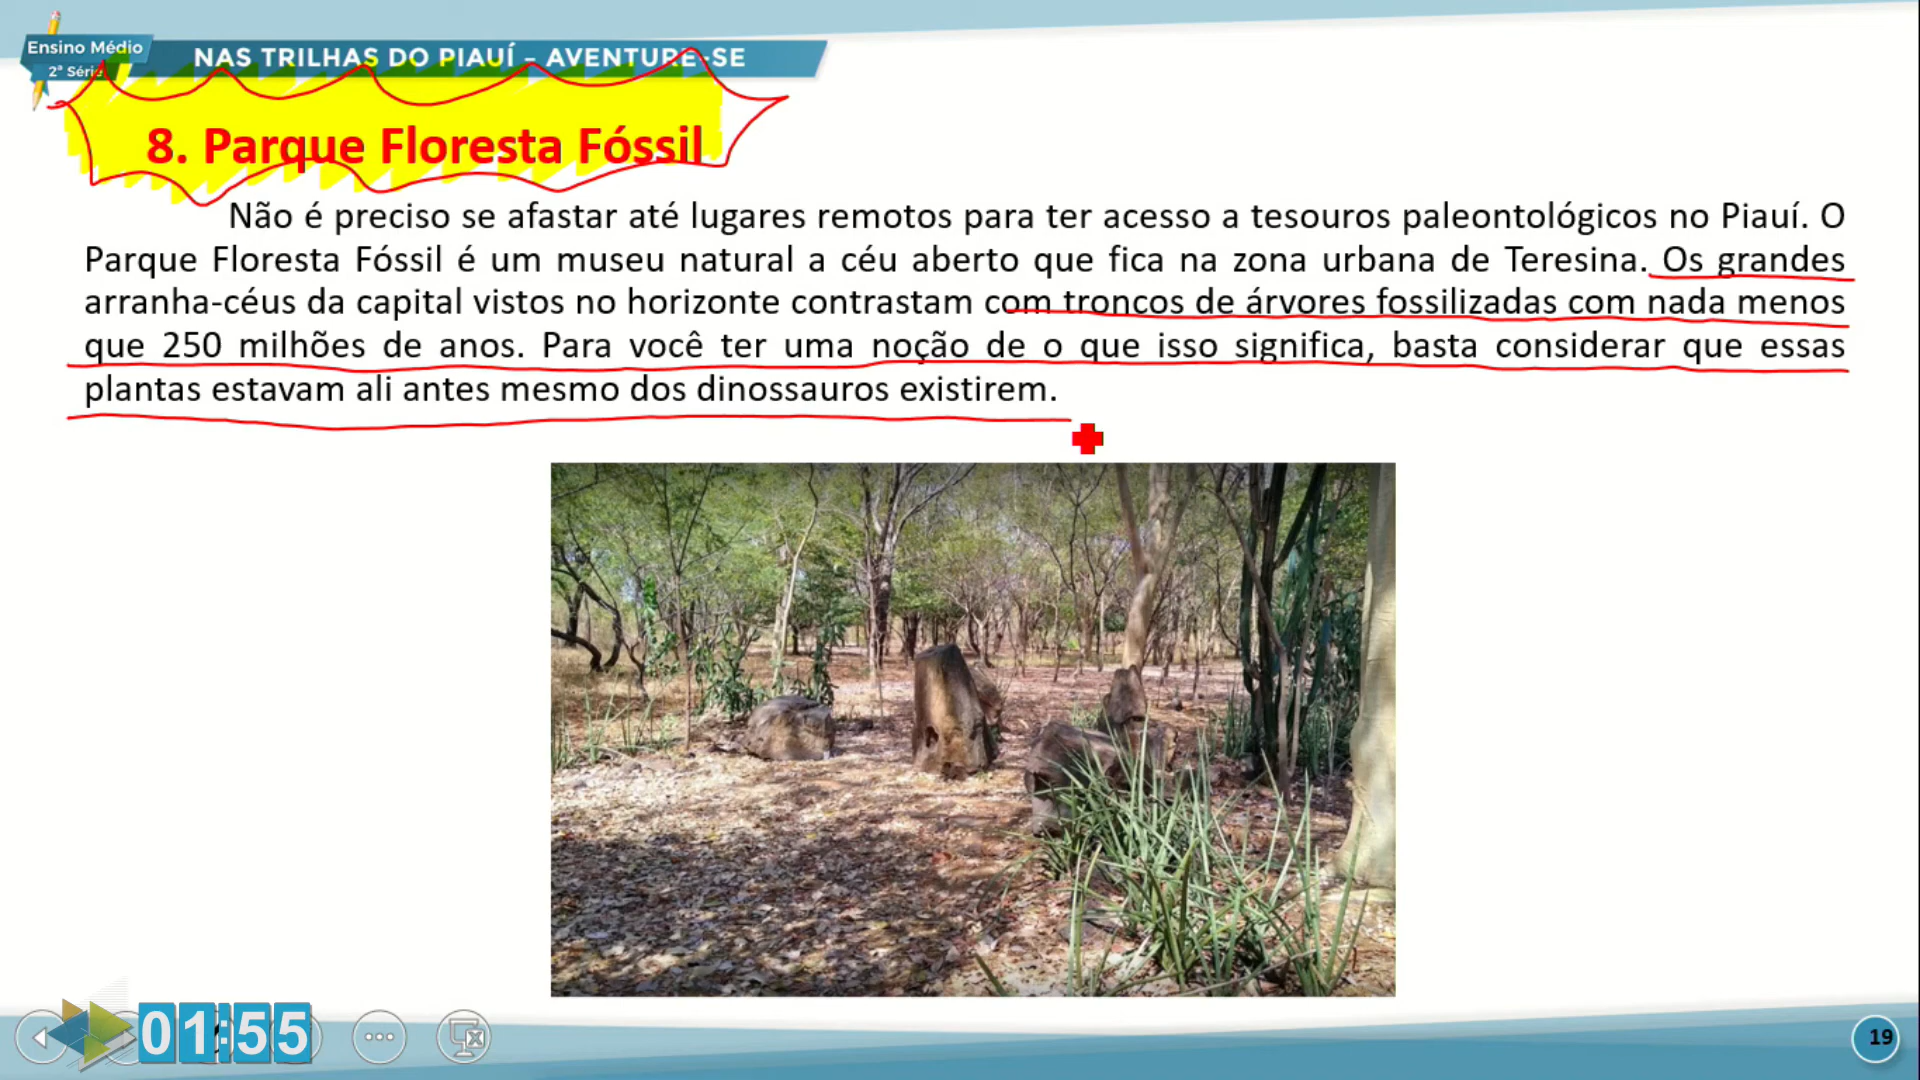 Ensino Médio
2ª Série
NAS TRILHAS DO PIAUÍ – AVENTURE-SE
8. Parque Floresta Fóssil
Não é preciso se afastar até lugares remotos para ter acesso a tesouros paleontológicos no Piauí. O
Parque Floresta Fóssil é um museu natural a céu aberto que fica na zona urbana de Teresina. Os grandes
arranha-céus da capital vistos no horizonte contrastam com troncos de árvores fossilizadas com nada menos
que 250 milhões de anos. Para você ter uma noção de o que isso significa, basta considerar que essas
plantas estavam ali antes mesmo dos dinossauros existirem.
01:55
19